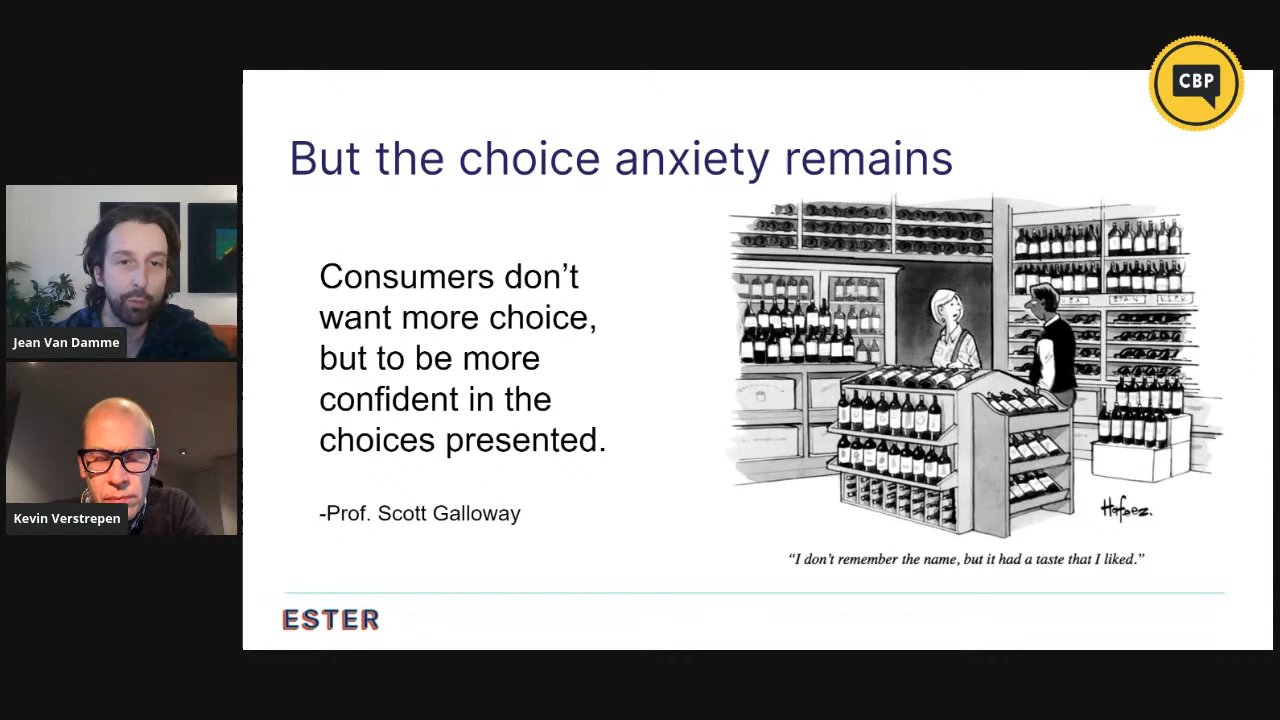 CBP
But the choice anxiety remains
Consumers don’t
want more choice,
but to be more
confident in the
choices presented.
-Prof. Scott Galloway
SPAIN
Hafeez.
“I don’t remember the name, but it had a taste that I liked.”
ESTER
Jean Van Damme
Kevin Verstrepen